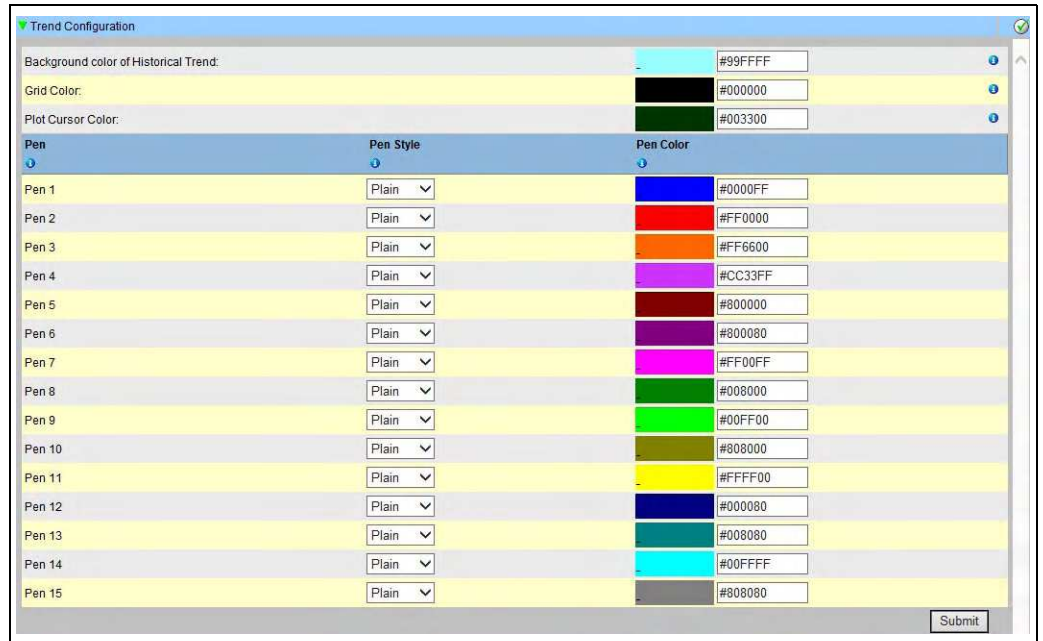 Trend Configuration
Background color of Historical Trend: #99FFFF
Grid Color: #000000
Plot Cursor Color: #003300
Pen Pen Style Pen Color
Pen 1 Plain #0000FF
Pen 2 Plain #FF0000
Pen 3 Plain #FF6600
Pen 4 Plain #CC33FF
Pen 5 Plain #800000
Pen 6 Plain #800080
Pen 7 Plain #FF00FF
Pen 8 Plain #008000
Pen 9 Plain #00FF00
Pen 10 Plain #808000
Pen 11 Plain #FFFF00
Pen 12 Plain #000080
Pen 13 Plain #008080
Pen 14 Plain #00FFFF
Pen 15 Plain #808080
Submit